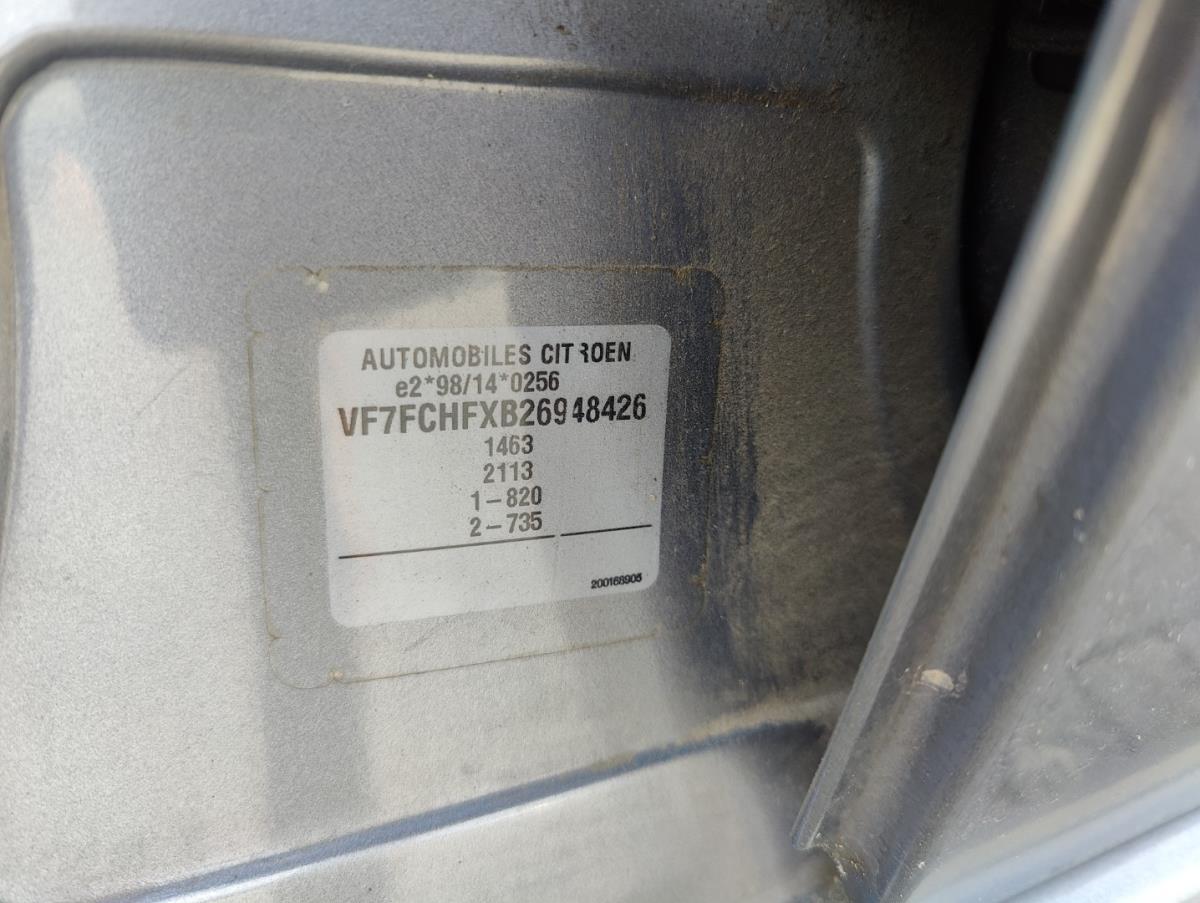 AUTOMOBILES CITROEN
e2*98/14*0256
VF7FCHFXB26948426
1463
2113
1-820
2-735
200168905